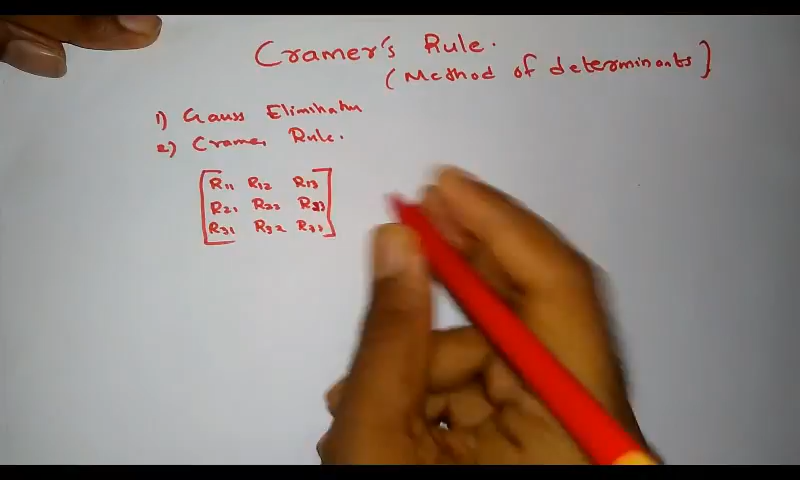 Cramer's Rule.
(Method of determinants)
1) Gauss Elimination
2) Cramer Rule.
R11 R12 R13
R21 R22 R23
R31 R32 R33